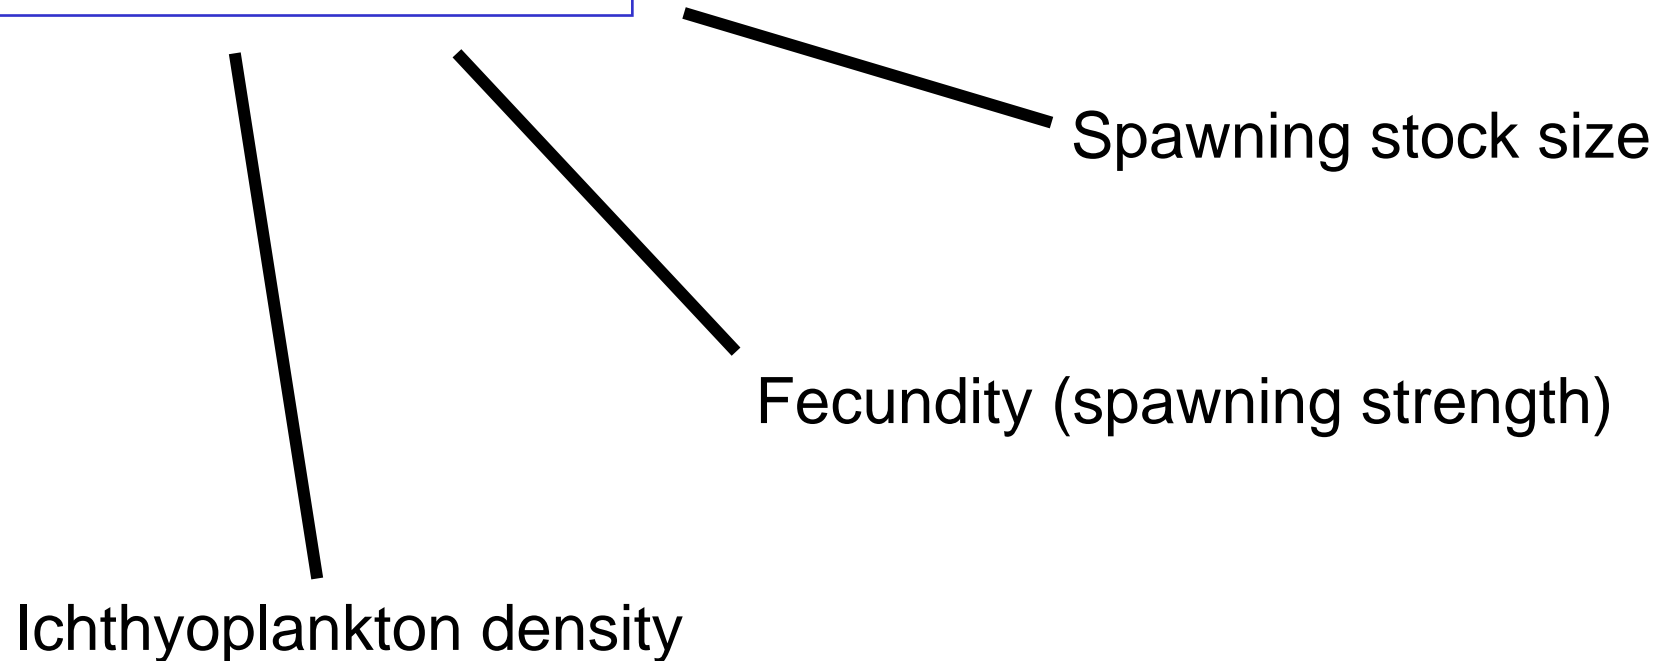 Spawning stock size
Fecundity (spawning strength)
Ichthyoplankton density